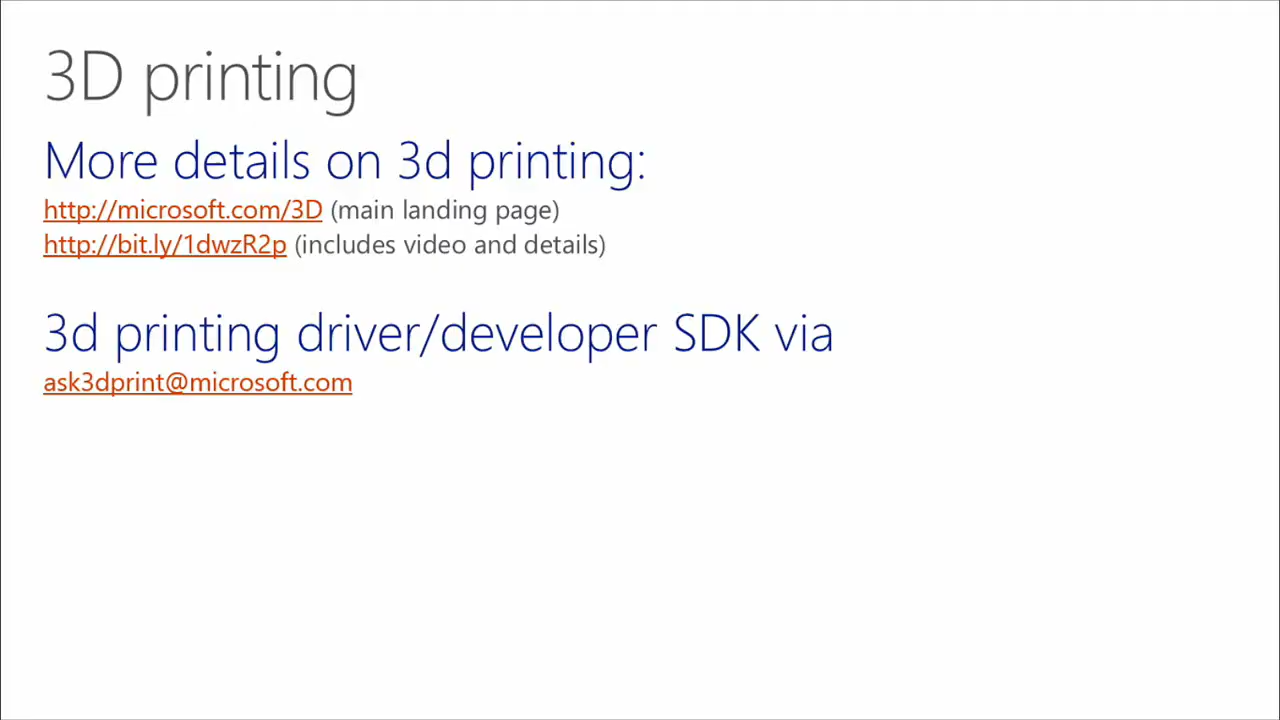 3D printing
More details on 3d printing:
http://microsoft.com/3D (main landing page)
http://bit.ly/1dwzR2p (includes video and details)
3d printing driver/developer SDK via
ask3dprint@microsoft.com